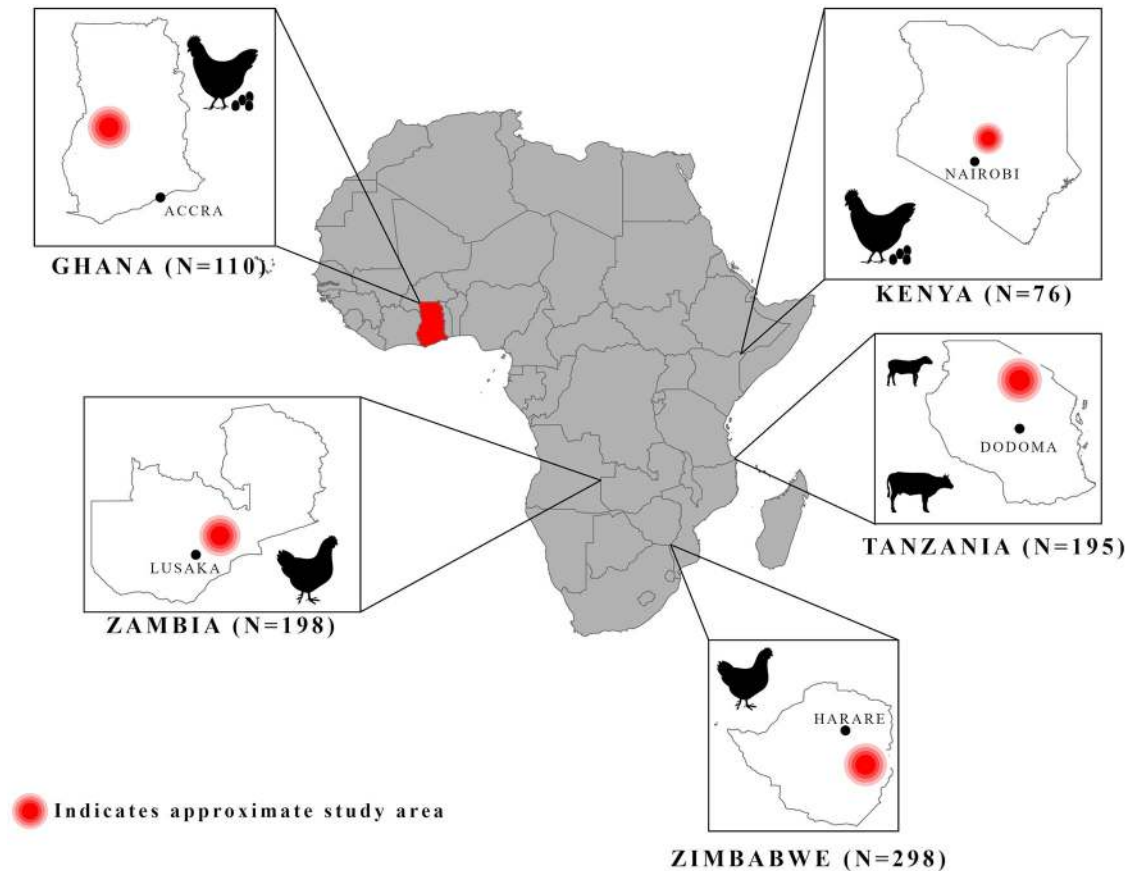 ACCRA
GHANA (N=110)
NAIROBI
KENYA (N=76)
DODOMA
TANZANIA (N=195)
LUSAKA
ZAMBIA (N=198)
HARARE
ZIMBABWE (N=298)
Indicates approximate study area